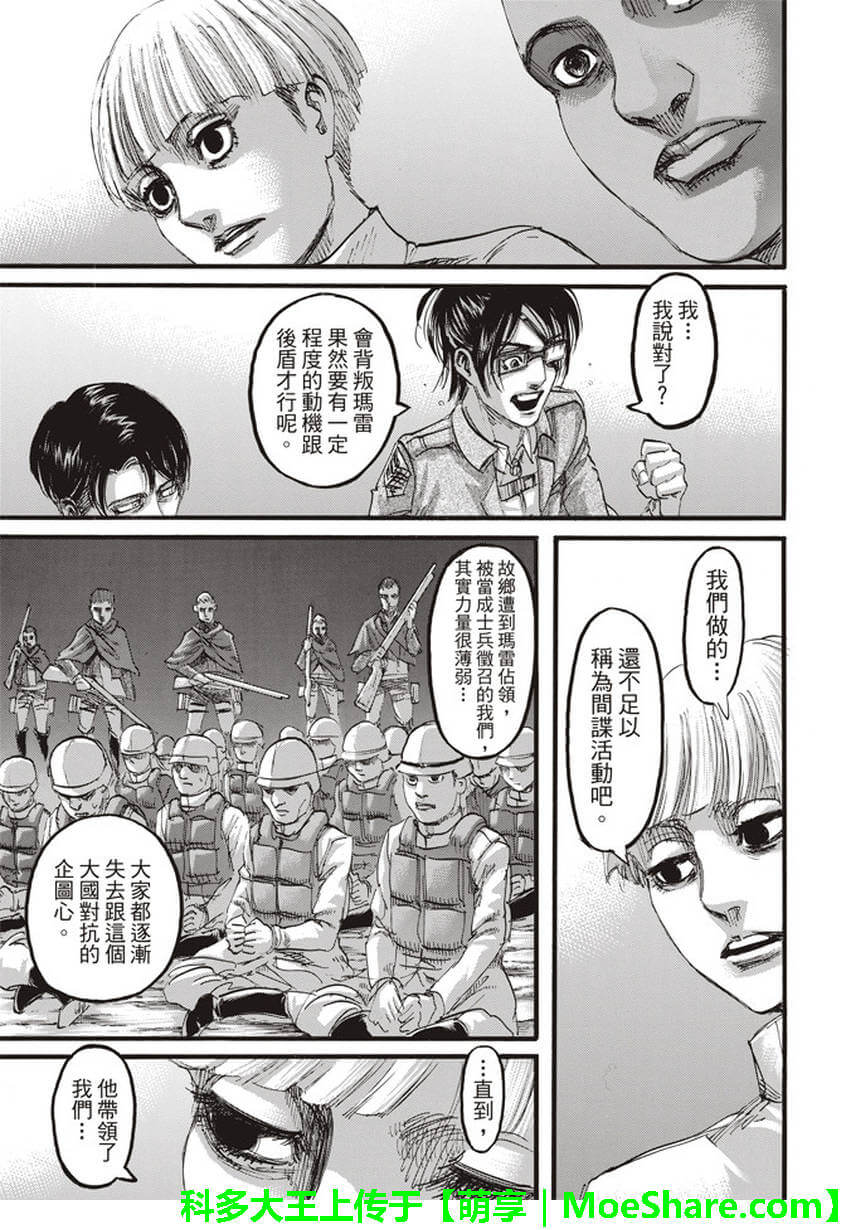 我…
我說對了？
會背叛瑪雷
果然要有一定
程度的動機跟
後盾才行呢。
我們做的…
還不足以
稱為間諜活動吧。
故鄉遭到瑪雷佔領，
被當成士兵徵召的我們，
其實力量很薄弱…
大家都逐漸
失去跟這個
大國對抗的
企圖心。
…直到，
他帶領了
我們…
科多大王上传于【萌享｜MoeShare.com】